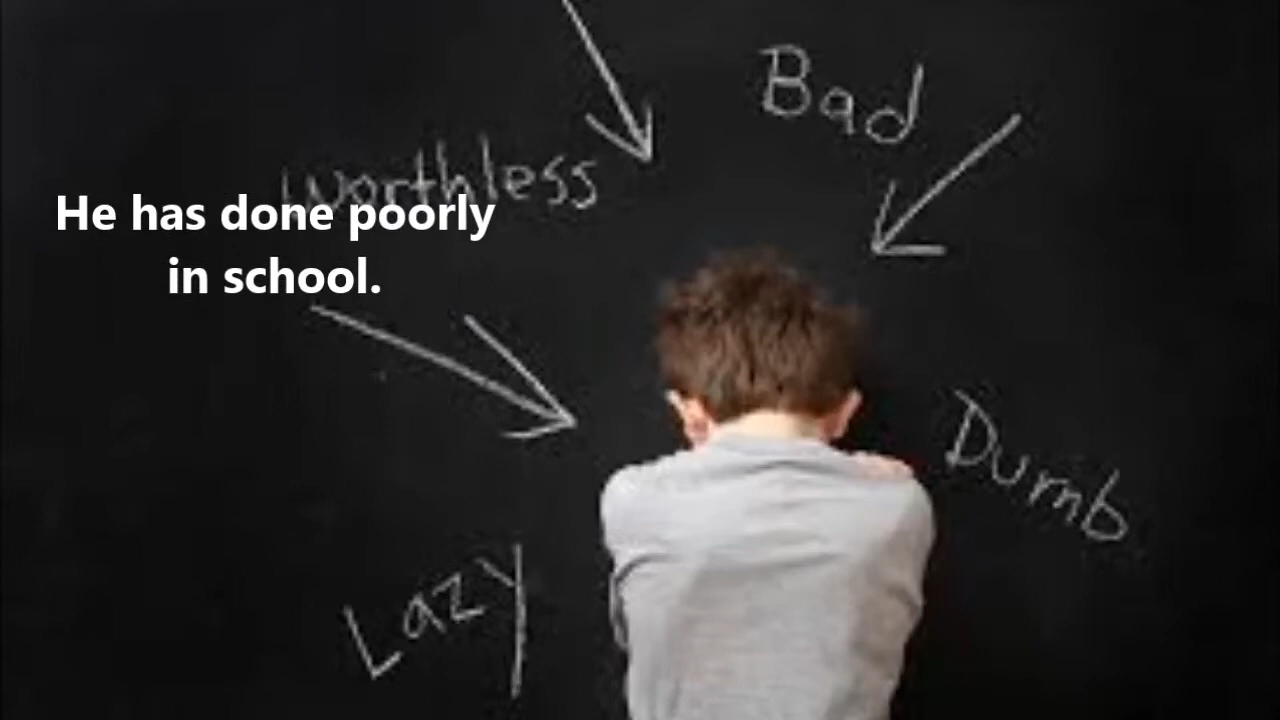 Bad
worthless
He has done poorly
in school.
Dumb
Lazy